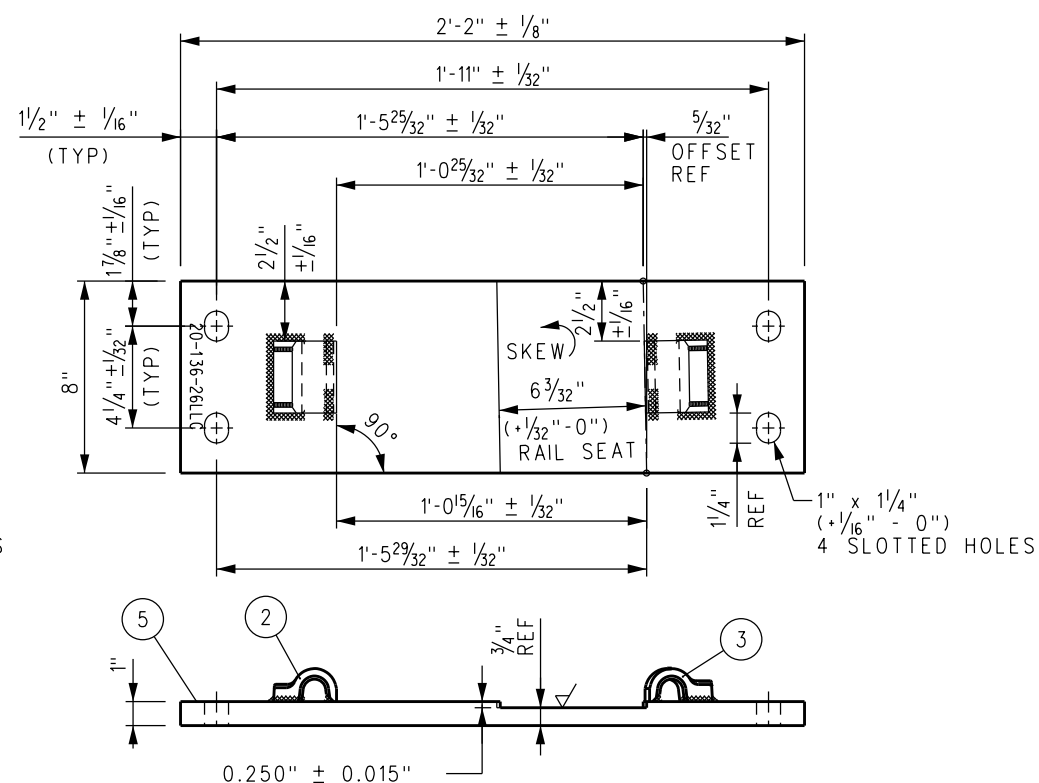 2'-2" ± 1/8"
1'-11" ± 1/32"
1 1/2" ± 1/16"
(TYP)
1'-5 25/32" ± 1/32"
5/32"
OFFSET
REF
1'-0 25/32" ± 1/32"
1 7/8" ± 1/16"
(TYP)
2 1/2"
± 1/16"
2 1/2"
± 1/16"
8"
4 1/4" ± 1/32"
(TYP)
20-136-26LLC
SKEW
6 3/32"
(+1/32" -0")
RAIL SEAT
90°
1 1/4"
REF
1" x 1 1/4"
(+1/16" - 0")
4 SLOTTED HOLES
S
1'-0 15/16" ± 1/32"
1'-5 29/32" ± 1/32"
5
2
3
1"
3/4"
REF
0.250" ± 0.015"